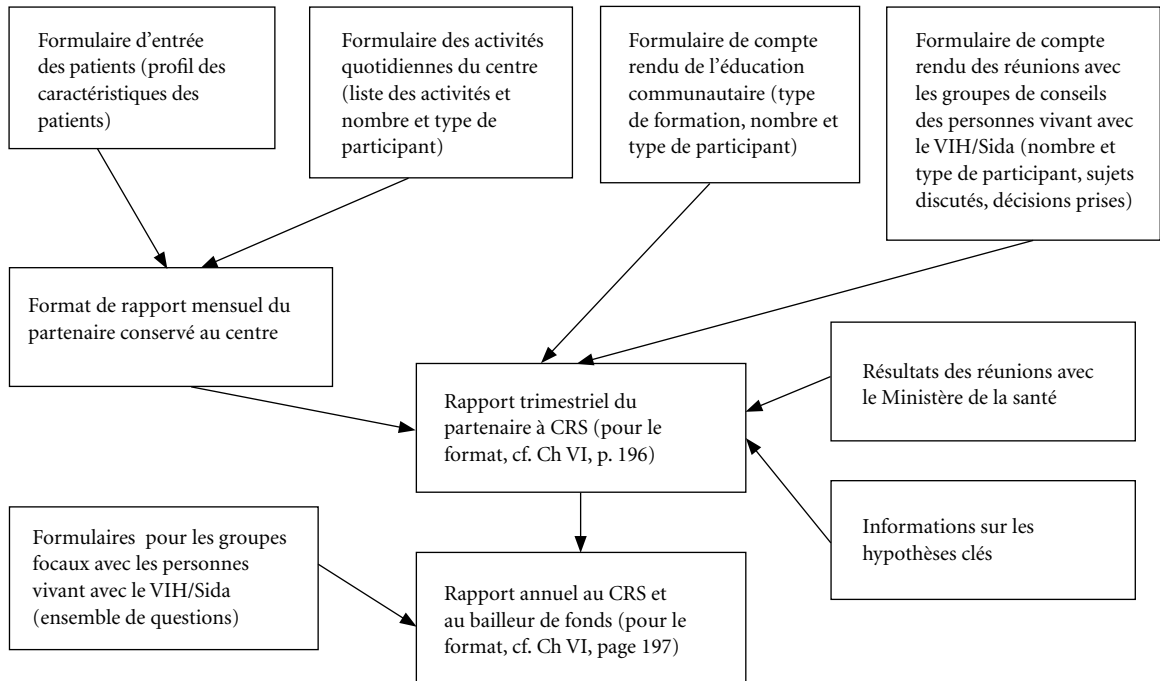 Formulaire d'entrée
des patients (profil des
caractéristiques des
patients)
Formulaire des activités
quotidiennes du centre
(liste des activités et
nombre et type de
participant)
Formulaire de compte
rendu de l’éducation
communautaire (type
de formation, nombre et
type de participant)
Formulaire de compte
rendu des réunions avec
les groupes de conseils
des personnes vivant avec
le VIH/Sida (nombre et
type de participant, sujets
discutés, décisions prises)
Format de rapport mensuel du
partenaire conservé au centre
Rapport trimestriel du
partenaire à CRS (pour le
format, cf. Ch VI, p. 196)
Résultats des réunions avec
le Ministère de la santé
Informations sur les
hypothèses clés
Formulaires pour les groupes
focaux avec les personnes
vivant avec le VIH/Sida
(ensemble de questions)
Rapport annuel au CRS et
au bailleur de fonds (pour le
format, cf. Ch VI, page 197)